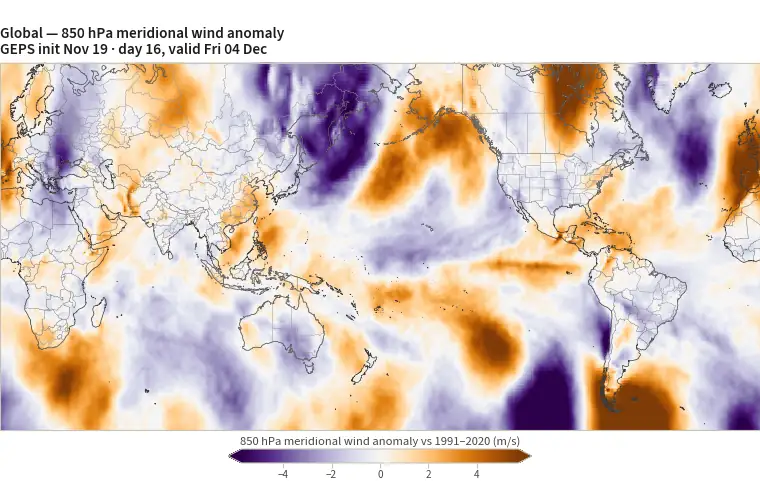 Global — 850 hPa meridional wind anomaly
GEPS init Nov 19 · day 16, valid Fri 04 Dec
850 hPa meridional wind anomaly vs 1991–2020 (m/s)
−4 −2 0 2 4